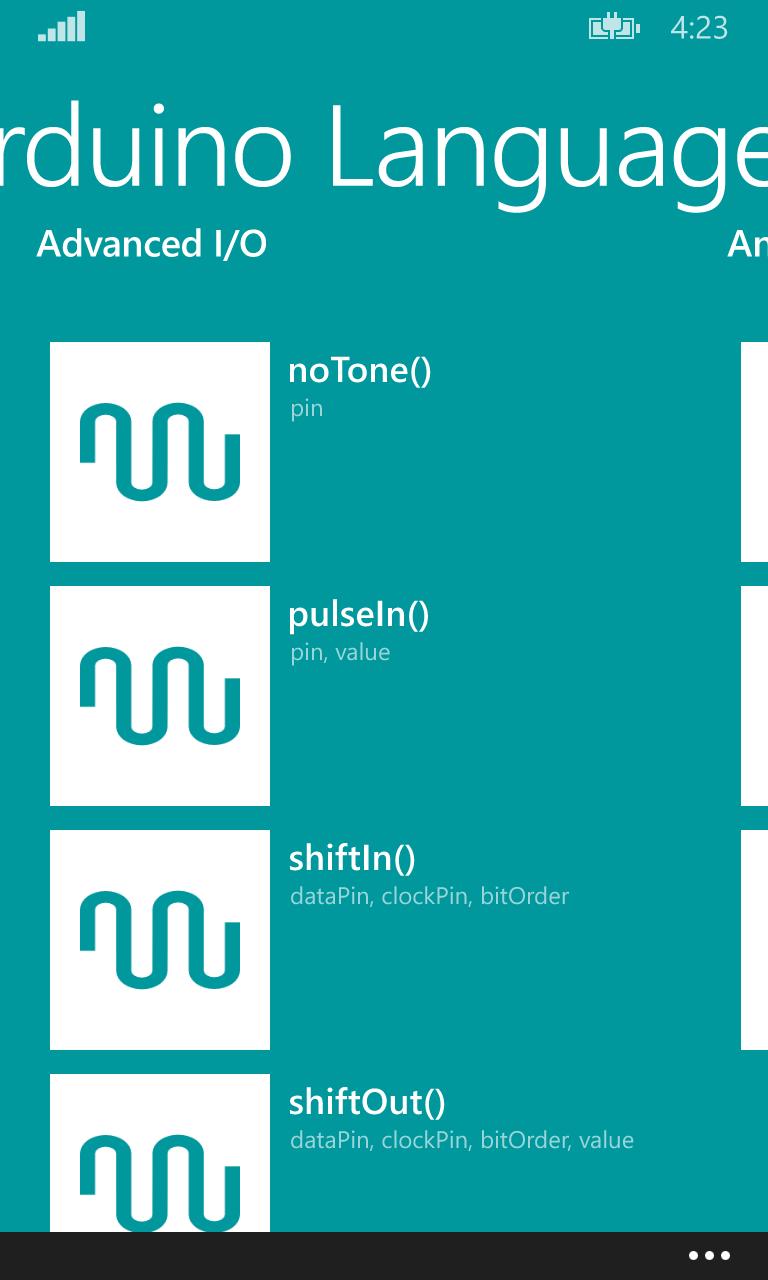 4:23
rduino Language
Advanced I/O
An
noTone()
pin
pulseIn()
pin, value
shiftIn()
dataPin, clockPin, bitOrder
shiftOut()
dataPin, clockPin, bitOrder, value